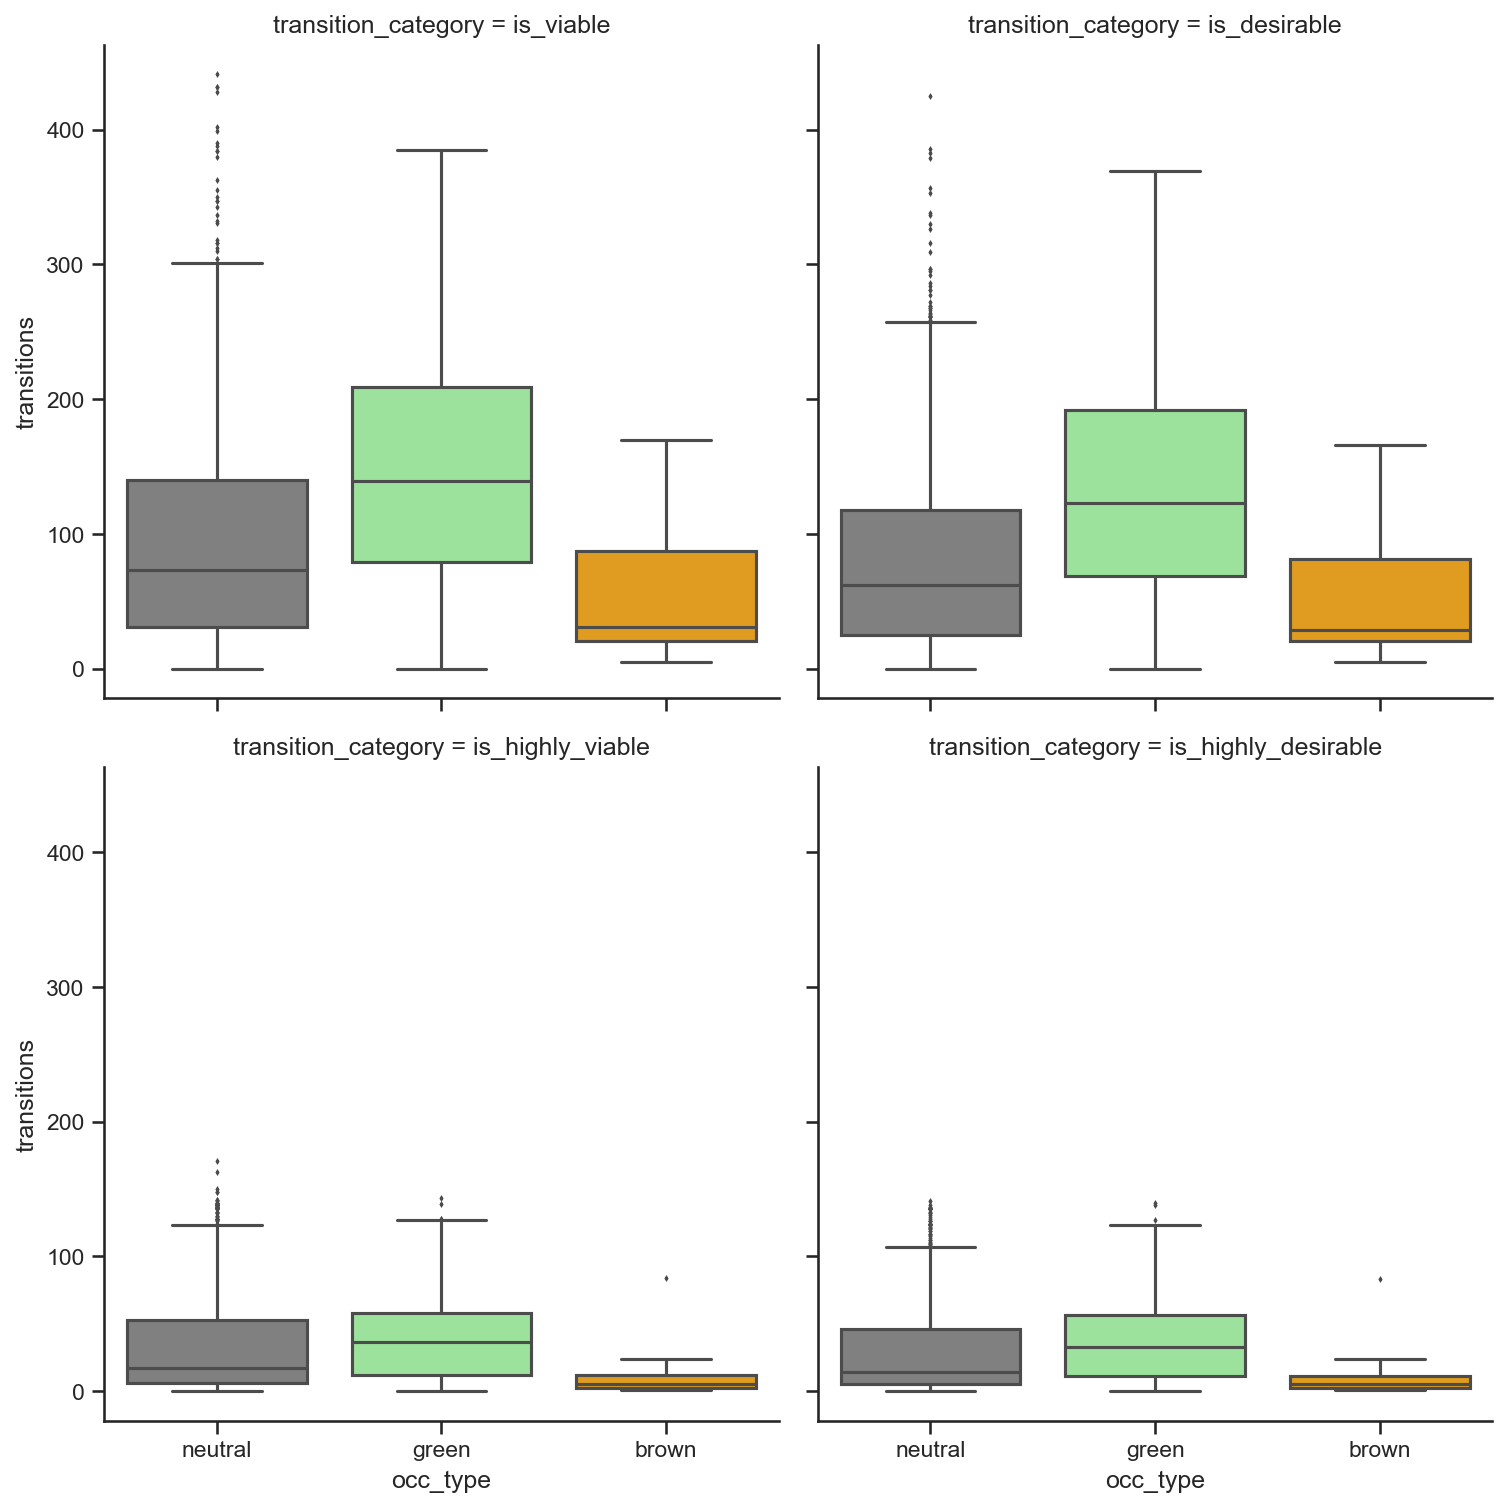 transition_category = is_viable
transition_category = is_desirable
400
300
200
100
0
transitions
transition_category = is_highly_viable
transition_category = is_highly_desirable
400
300
200
100
0
transitions
neutral green brown
occ_type
neutral green brown
occ_type